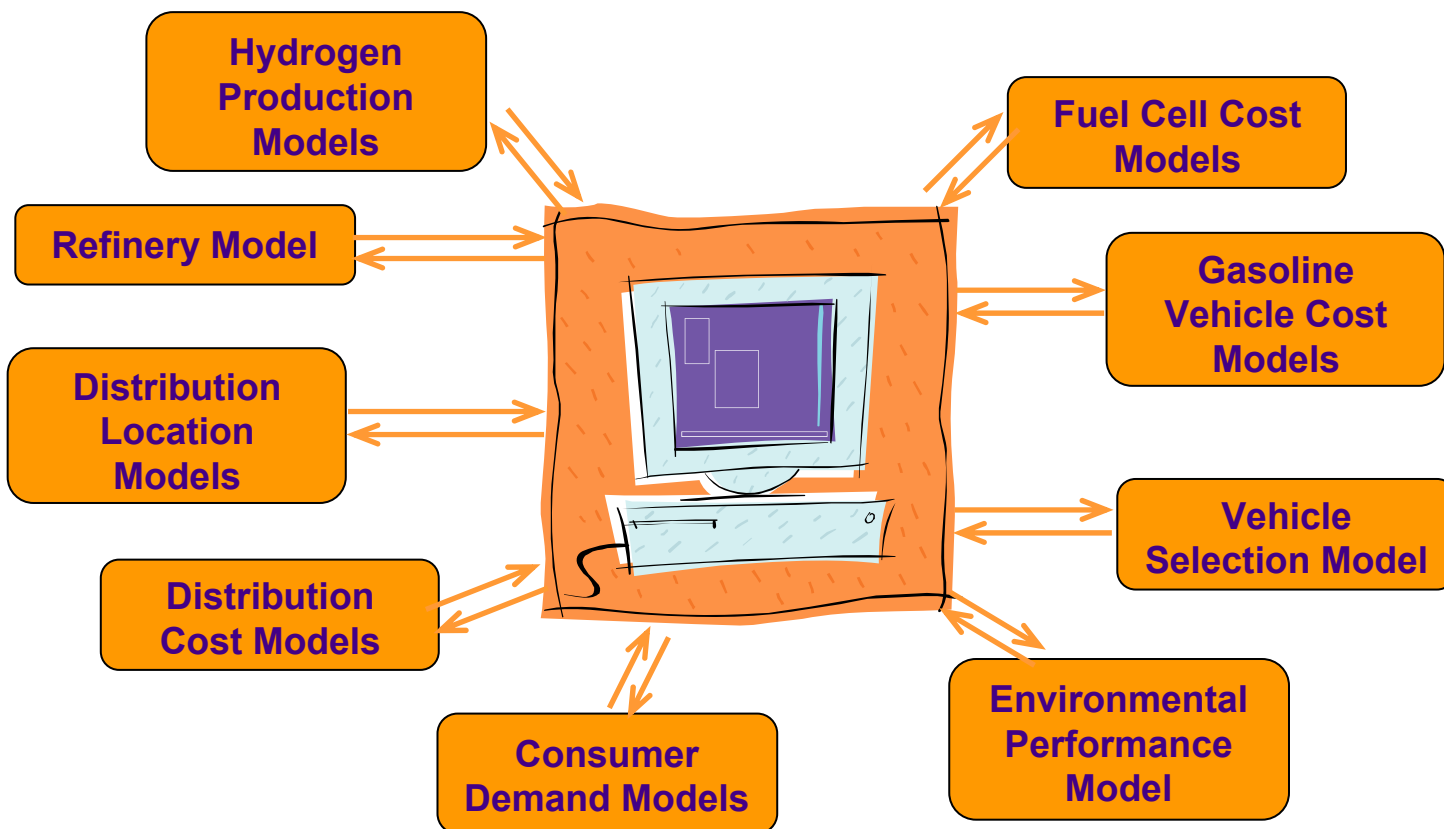 Hydrogen
Production
Models
Fuel Cell Cost
Models
Refinery Model
Gasoline
Vehicle Cost
Models
Distribution
Location
Models
Vehicle
Selection Model
Distribution
Cost Models
Environmental
Performance
Model
Consumer
Demand Models